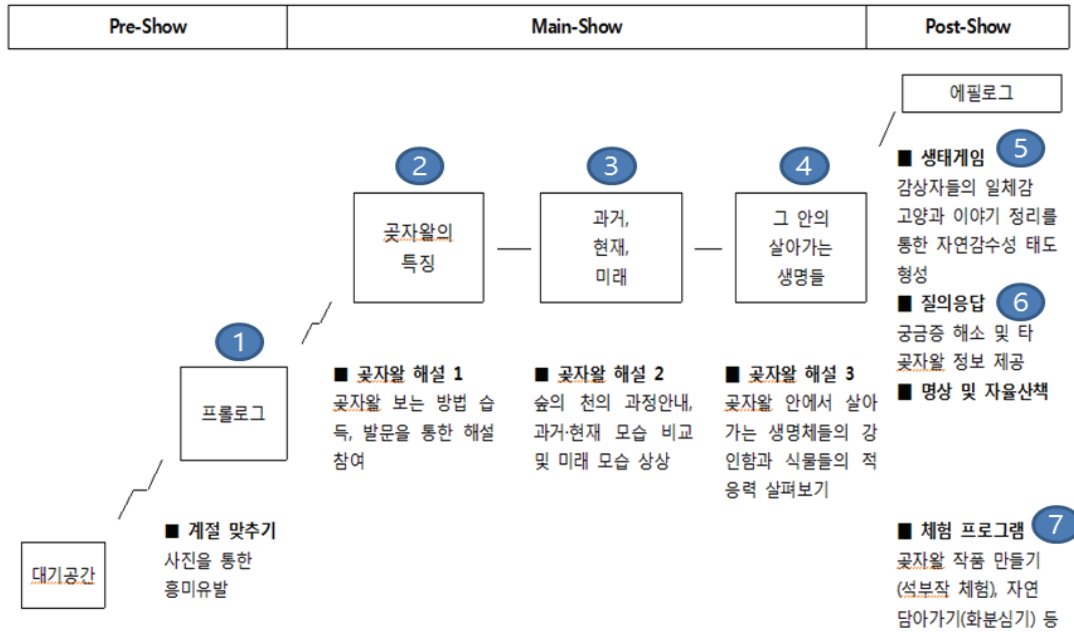 Pre-Show
Main-Show
Post-Show
에필로그
■ 생태게임 5
감상자들의 일체감
고양과 이야기 정리를
통한 자연감수성 태도
형성
■ 질의응답 6
궁금증 해소 및 타
곶자왈 정보 제공
■ 명상 및 자율산책
■ 체험 프로그램 7
곶자왈 작품 만들기
(석부작 체험), 자연
담아가기(화분심기) 등
2
곶자왈의
특징
■ 곶자왈 해설 1
곶자왈 보는 방법 습
득, 발문을 통한 해설
참여
3
과거,
현재,
미래
■ 곶자왈 해설 2
숲의 천의 과정안내,
과거·현재 모습 비교
및 미래 모습 상상
4
그 안의
살아가는
생명들
■ 곶자왈 해설 3
곶자왈 안에서 살아
가는 생명체들의 강
인함과 식물들의 적
응력 살펴보기
1
프롤로그
■ 계절 맞추기
사진을 통한
흥미유발
대기공간